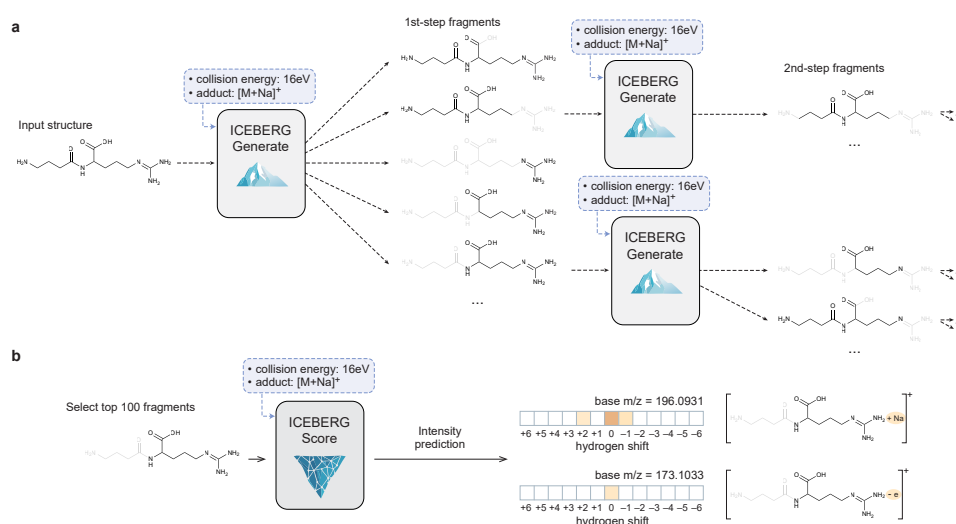 a
1st-step fragments
• collision energy: 16eV
• adduct: [M+Na]⁺
2nd-step fragments
• collision energy: 16eV
• adduct: [M+Na]⁺
ICEBERG
Generate
Input structure
ICEBERG
Generate
...
• collision energy: 16eV
• adduct: [M+Na]⁺
ICEBERG
Generate
...
...
b
• collision energy: 16eV
• adduct: [M+Na]⁺
Select top 100 fragments
ICEBERG
Score
Intensity
prediction
base m/z = 196.0931
+6 +5 +4 +3 +2 +1 0 −1 −2 −3 −4 −5 −6
hydrogen shift
+ Na
+
base m/z = 173.1033
+6 +5 +4 +3 +2 +1 0 −1 −2 −3 −4 −5 −6
hydrogen shift
− e
+